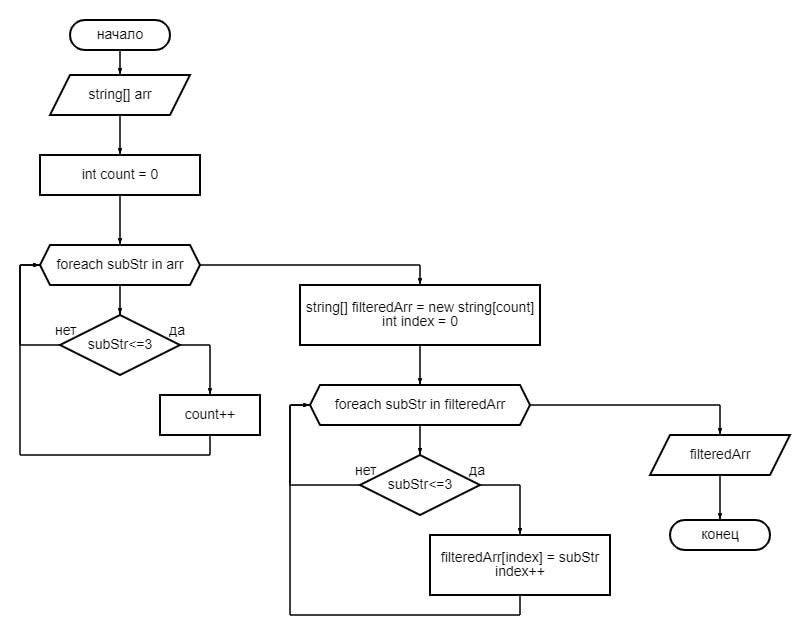 начало
string[] arr
int count = 0
foreach subStr in arr
нет
да
subStr<=3
count++
string[] filteredArr = new string[count]
int index = 0
foreach subStr in filteredArr
нет
да
subStr<=3
filteredArr[index] = subStr
index++
filteredArr
конец